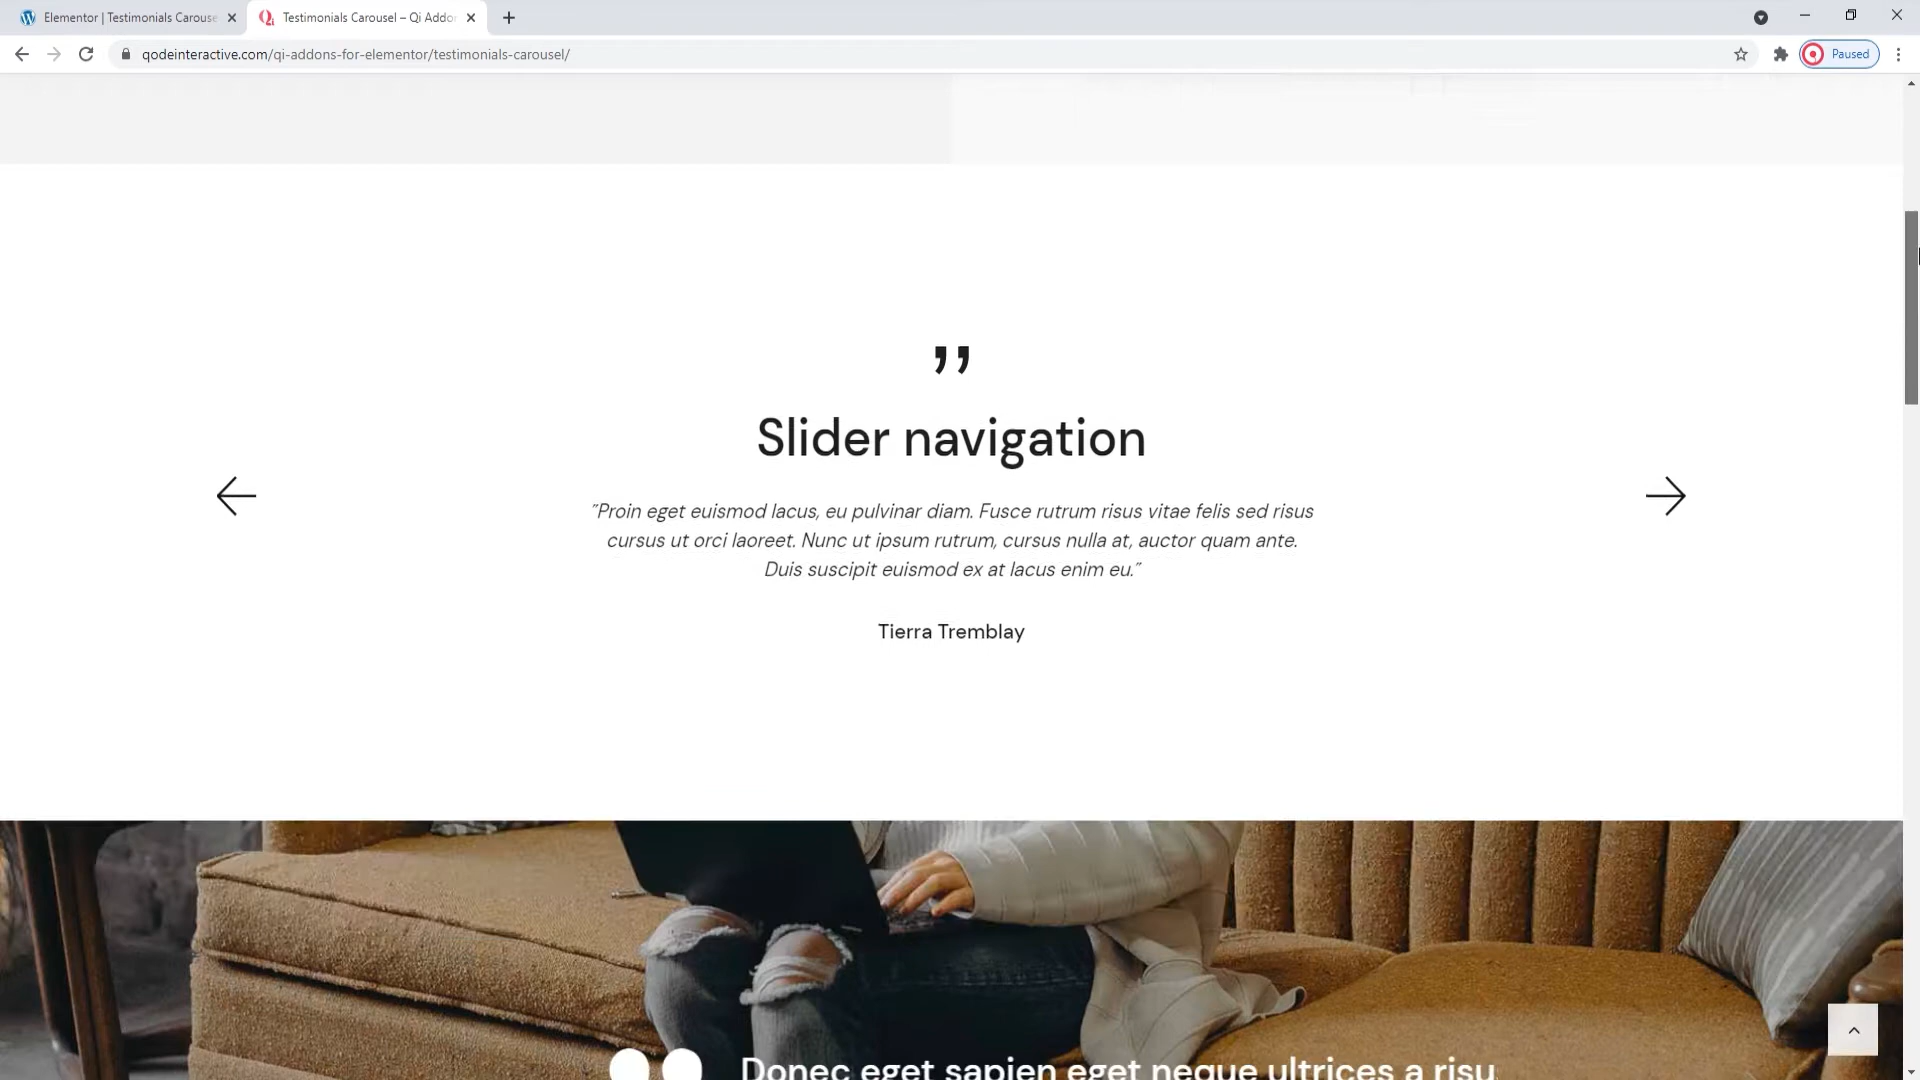 Elementor | Testimonials Carouse
Testimonials Carousel – Qi Addon
qodeinteractive.com/qi-addons-for-elementor/testimonials-carousel/
Paused
”
Slider navigation
"Proin eget euismod lacus, eu pulvinar diam. Fusce rutrum risus vitae felis sed risus
cursus ut orci laoreet. Nunc ut ipsum rutrum, cursus nulla at, auctor quam ante.
Duis suscipit euismod ex at lacus enim eu."
Tierra Tremblay
Donec eget sapien eget neque ultrices a risu